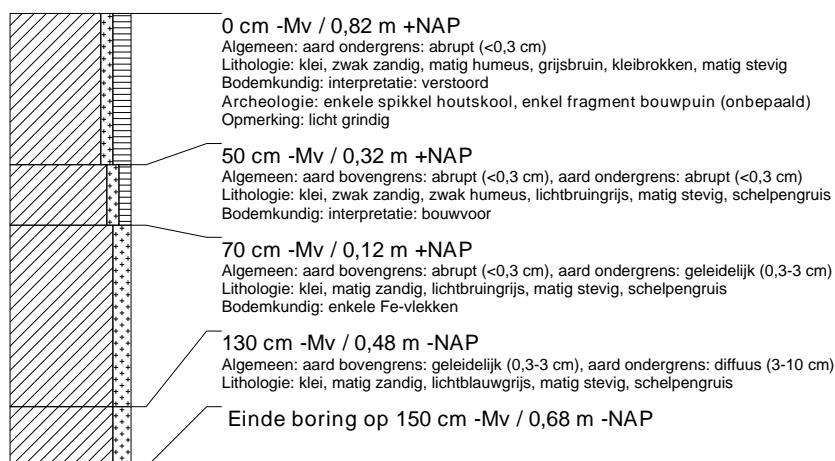 0 cm -Mv / 0,82 m +NAP
Algemeen: aard ondergrens: abrupt (<0,3 cm)
Lithologie: klei, zwak zandig, matig humeus, grijsbruin, kleibrokken, matig stevig
Bodemkundig: interpretatie: verstoord
Archeologie: enkele spikkel houtskool, enkel fragment bouwpuin (onbepaald)
Opmerking: licht grindig
50 cm -Mv / 0,32 m +NAP
Algemeen: aard bovengrens: abrupt (<0,3 cm), aard ondergrens: abrupt (<0,3 cm)
Lithologie: klei, zwak zandig, zwak humeus, lichtbruingrijs, matig stevig, schelpengruis
Bodemkundig: interpretatie: bouwvoor
70 cm -Mv / 0,12 m +NAP
Algemeen: aard bovengrens: abrupt (<0,3 cm), aard ondergrens: geleidelijk (0,3-3 cm)
Lithologie: klei, matig zandig, lichtbruingrijs, matig stevig, schelpengruis
Bodemkundig: enkele Fe-vlekken
130 cm -Mv / 0,48 m -NAP
Algemeen: aard bovengrens: geleidelijk (0,3-3 cm), aard ondergrens: diffuus (3-10 cm)
Lithologie: klei, matig zandig, lichtblauwgrijs, matig stevig, schelpengruis
Einde boring op 150 cm -Mv / 0,68 m -NAP